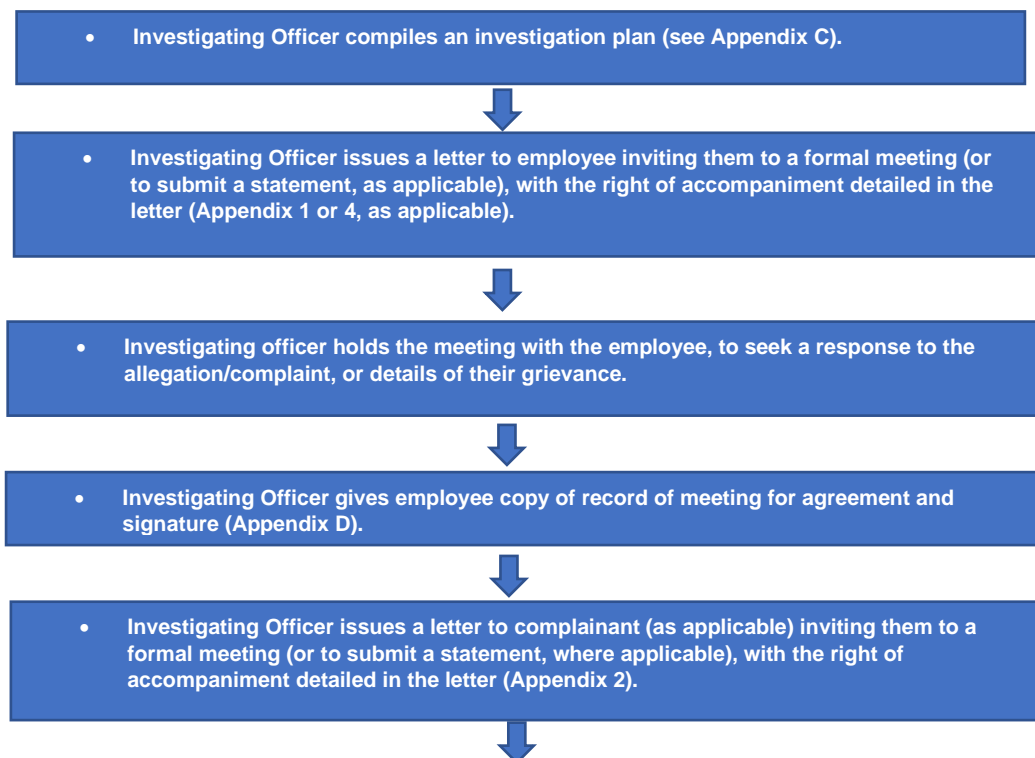 • Investigating Officer compiles an investigation plan (see Appendix C).
• Investigating Officer issues a letter to employee inviting them to a formal meeting (or
to submit a statement, as applicable), with the right of accompaniment detailed in the
letter (Appendix 1 or 4, as applicable).
• Investigating officer holds the meeting with the employee, to seek a response to the
allegation/complaint, or details of their grievance.
• Investigating Officer gives employee copy of record of meeting for agreement and
signature (Appendix D).
• Investigating Officer issues a letter to complainant (as applicable) inviting them to a
formal meeting (or to submit a statement, where applicable), with the right of
accompaniment detailed in the letter (Appendix 2).